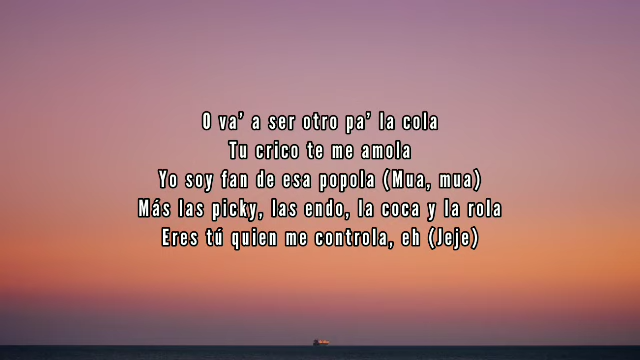 O va' a ser otro pa' la cola
Tu crico te me amola
Yo soy fan de esa popola (Mua, mua)
Más las picky, las endo, la coca y la rola
Eres tú quien me controla, eh (Jeje)